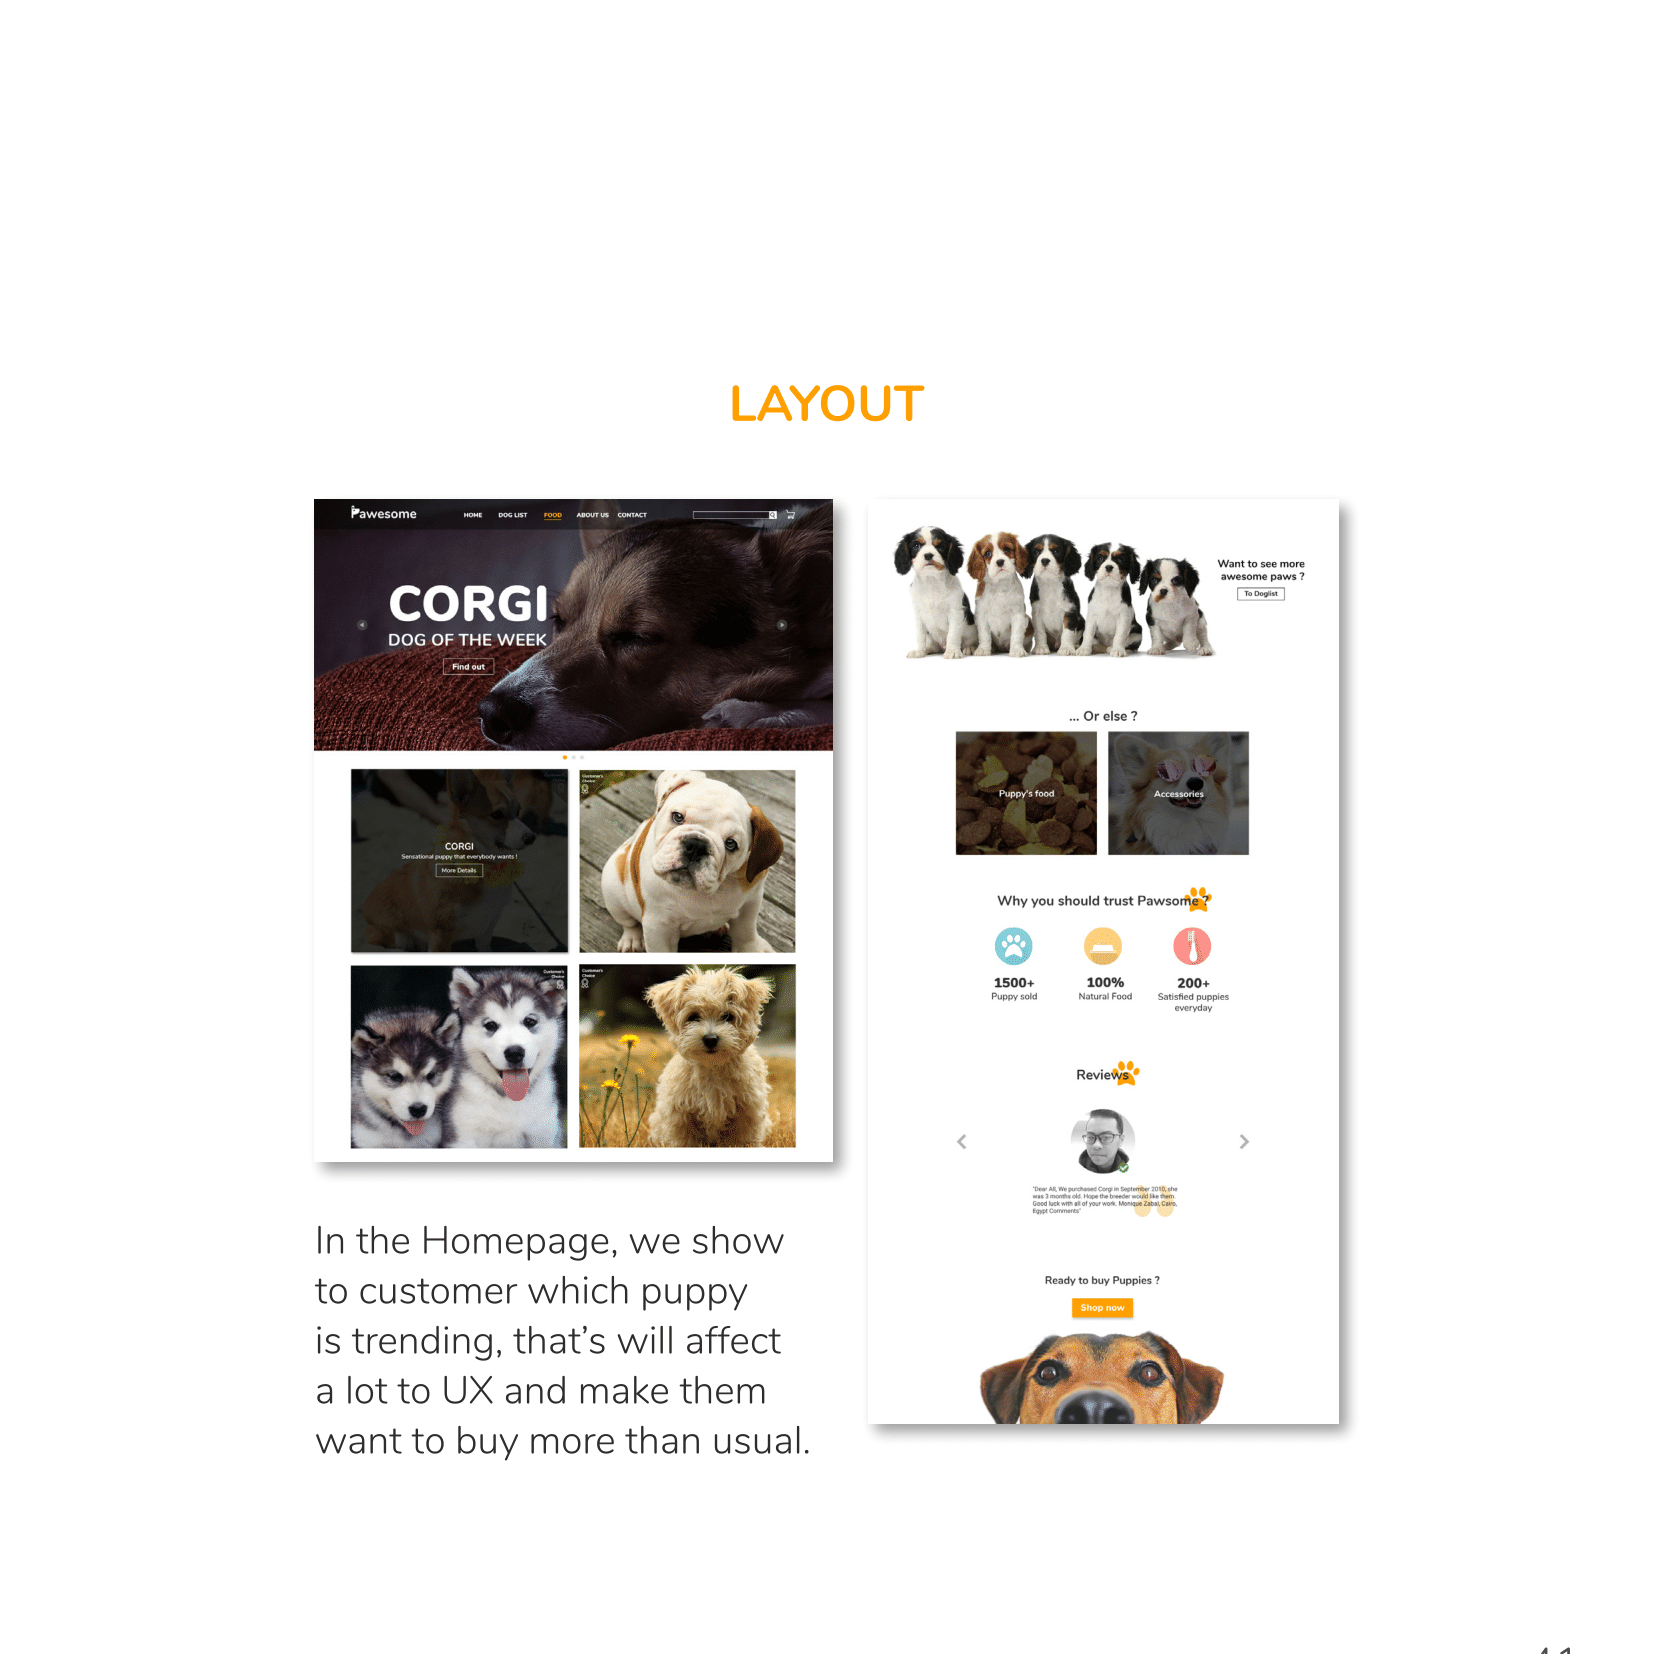 LAYOUT
Pawesome
HOME DOG LIST FOOD ABOUT US CONTACT
CORGI
DOG OF THE WEEK
Find out
Customer's
Choice
CORGI
Sensational puppy that everybody wants !
More Details
Customer's
Choice
Customer's
Choice
Customer's
Choice
In the Homepage, we show
to customer which puppy
is trending, that’s will affect
a lot to UX and make them
want to buy more than usual.
Want to see more
awesome paws ?
To Doglist
... Or else ?
Puppy's food
Accessories
Why you should trust Pawsome ?
1500+
Puppy sold
100%
Natural Food
200+
Satisfied puppies
everyday
Reviews
"Dear All, We purchased Corgi in September 2010, she
was 3 months old. Hope the breeder would like them.
Good luck with all of your work. Monique Zabal, Cairo,
Egypt Comments"
Ready to buy Puppies ?
Shop now